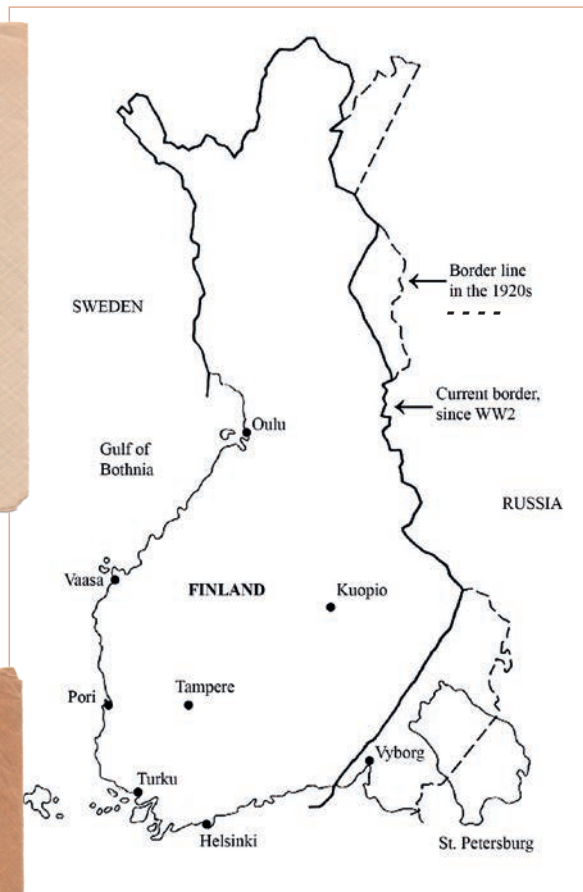 Border line
in the 1920s
SWEDEN
Current border,
since WW2
Oulu
Gulf of
Bothnia
RUSSIA
Vaasa
FINLAND
Kuopio
Pori
Tampere
Vyborg
Turku
Helsinki
St. Petersburg